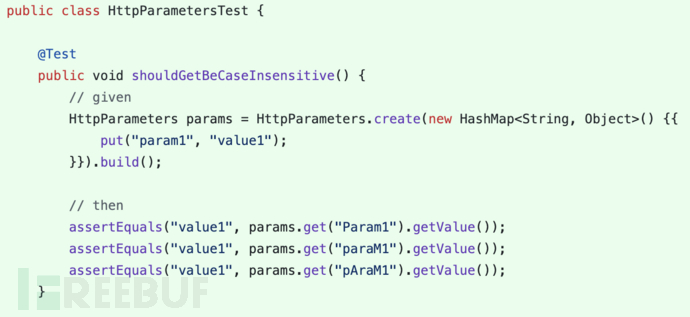 public class HttpParametersTest {
@Test
public void shouldGetBeCaseInsensitive() {
// given
HttpParameters params = HttpParameters.create(new HashMap<String, Object>() {{
put("param1", "value1");
}}).build();
// then
assertEquals("value1", params.get("Param1").getValue());
assertEquals("value1", params.get("paraM1").getValue());
assertEquals("value1", params.get("pAraM1").getValue());
}
FREEBUF